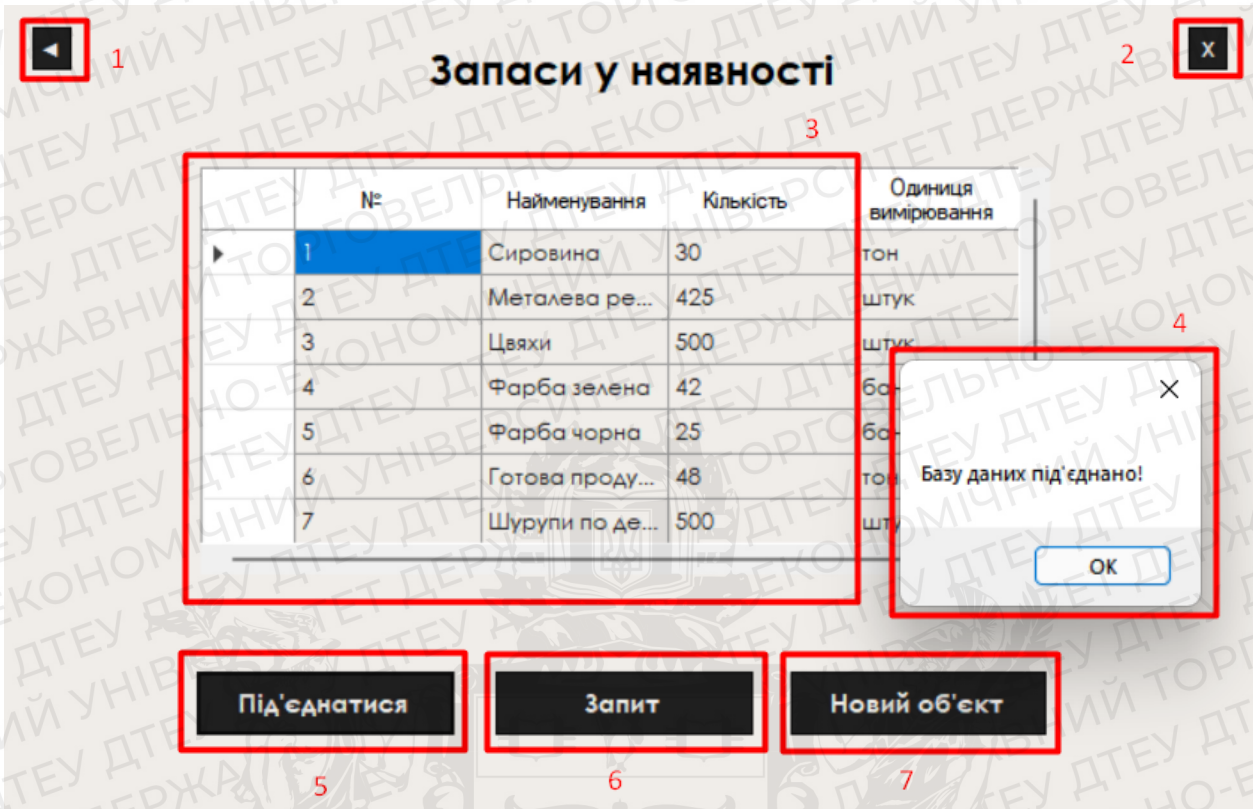 ◄
1
2
X
Запаси у наявності
3
№ Найменування Кількість Одиниця вимірювання
1 Сировина 30 тон
2 Металева ре... 425 штук
3 Цвяхи 500 штук
4 Фарба зелена 42
5 Фарба чорна 25
6 Готова проду... 48 тон
7 Шурупи по де... 500
4
Базу даних під'єднано!
OK
Під'єднатися
Запит
Новий об'єкт
5
6
7